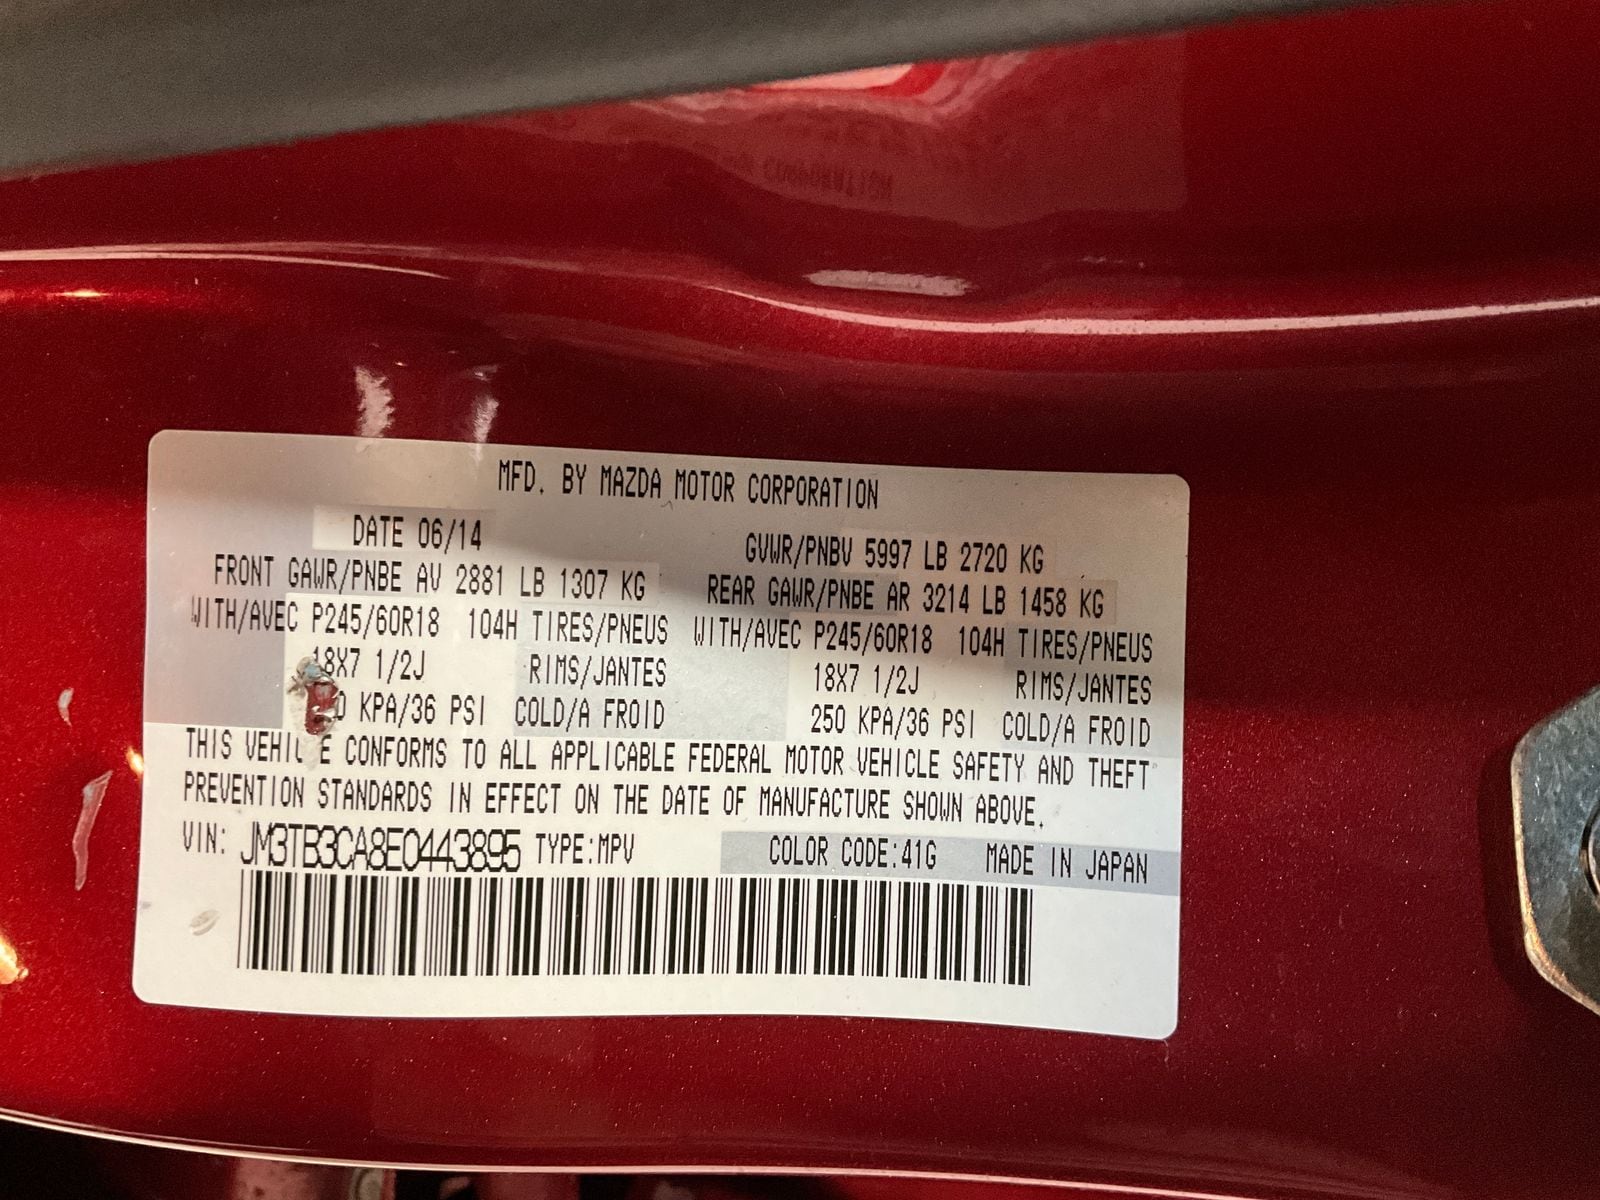 MFD. BY MAZDA MOTOR CORPORATION
DATE 06/14 GVWR/PNBV 5997 LB 2720 KG
FRONT GAWR/PNBE AV 2881 LB 1307 KG REAR GAWR/PNBE AR 3214 LB 1458 KG
WITH/AVEC P245/60R18 104H TIRES/PNEUS WITH/AVEC P245/60R18 104H TIRES/PNEUS
18X7 1/2J RIMS/JANTES 18X7 1/2J RIMS/JANTES
KPA/36 PSI COLD/A FROID 250 KPA/36 PSI COLD/A FROID
THIS CONFORMS TO ALL APPLICABLE FEDERAL MOTOR VEHICLE SAFETY AND THEFT
PREVENTION STANDARDS IN EFFECT ON THE DATE OF MANUFACTURE SHOWN ABOVE.
VIN: JM3TB3CA8E0443895 TYPE:MPV COLOR CODE:41G MADE IN JAPAN